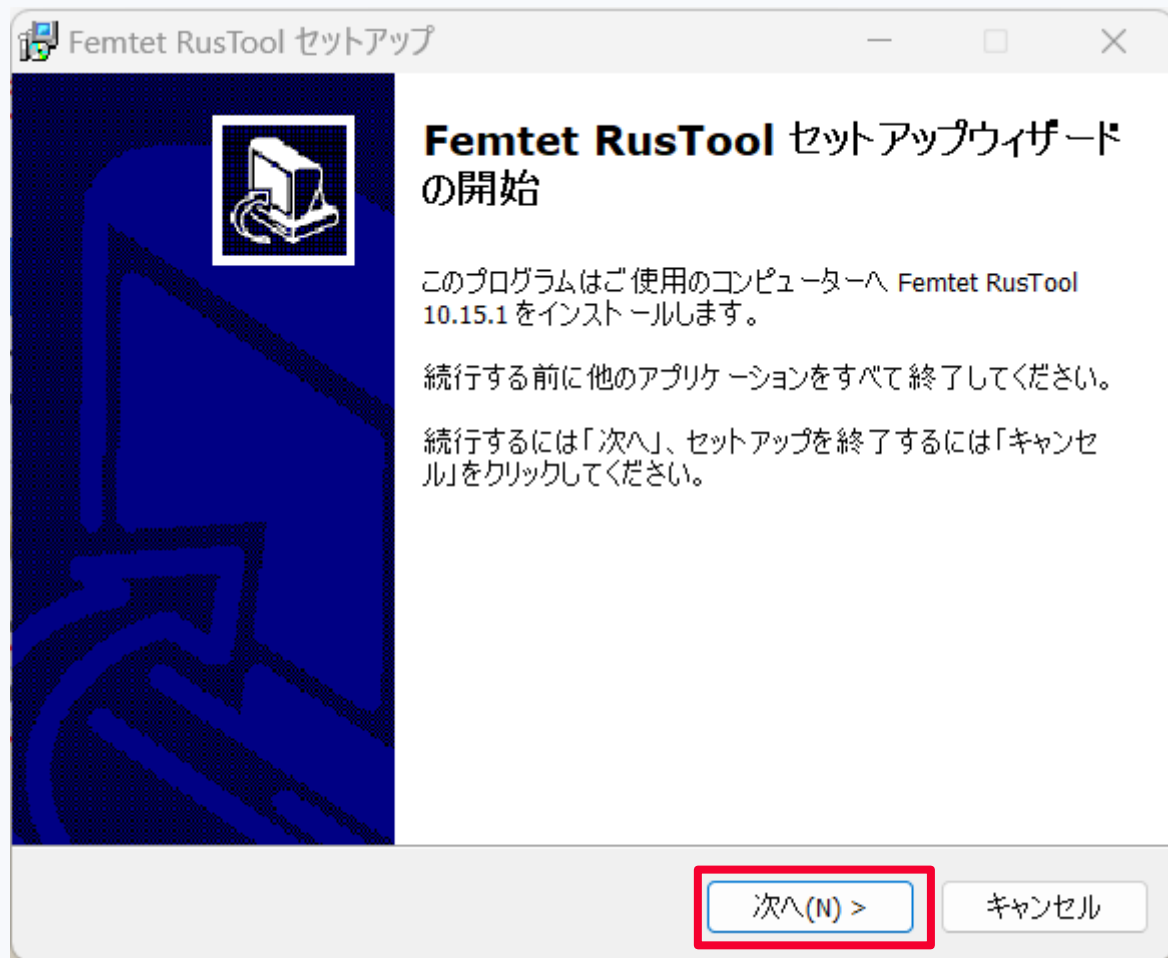 Femtet RusTool セットアップ
Femtet RusTool セットアップウィザード
の開始
このプログラムはご使用のコンピューターへ Femtet RusTool
10.15.1 をインストールします。
続行する前に他のアプリケーションをすべて終了してください。
続行するには「次へ」、セットアップを終了するには「キャンセ
ル」をクリックしてください。
次へ(N) >
キャンセル